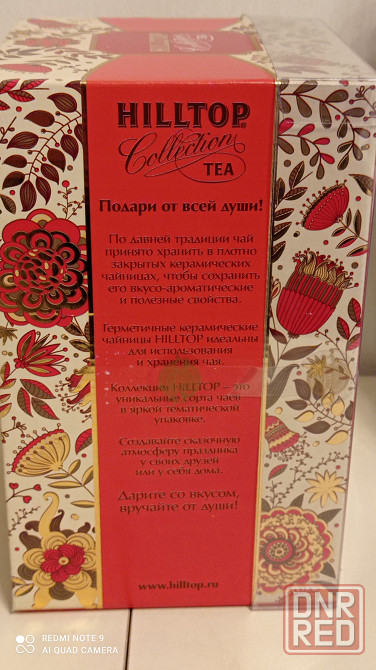 HILLTOP
Collection
TEA
Подари от всей души!
По давней традиции чай
принято хранить в плотно
закрытых керамических
чайницах, чтобы сохранить
его вкусо-ароматические
и полезные свойства.
Герметичные керамические
чайницы HILLTOP идеальны
для использования
и хранения чая.
Коллекция HILLTOP – это
уникальные сорта чаев
в яркой тематической
упаковке.
Создавайте сказочную
атмосферу праздника
у своих друзей
или у себя дома.
Дарите со вкусом,
вручайте от души!
www.hilltop.ru
REDMI NOTE 9
AI QUAD CAMERA
DNR
RED